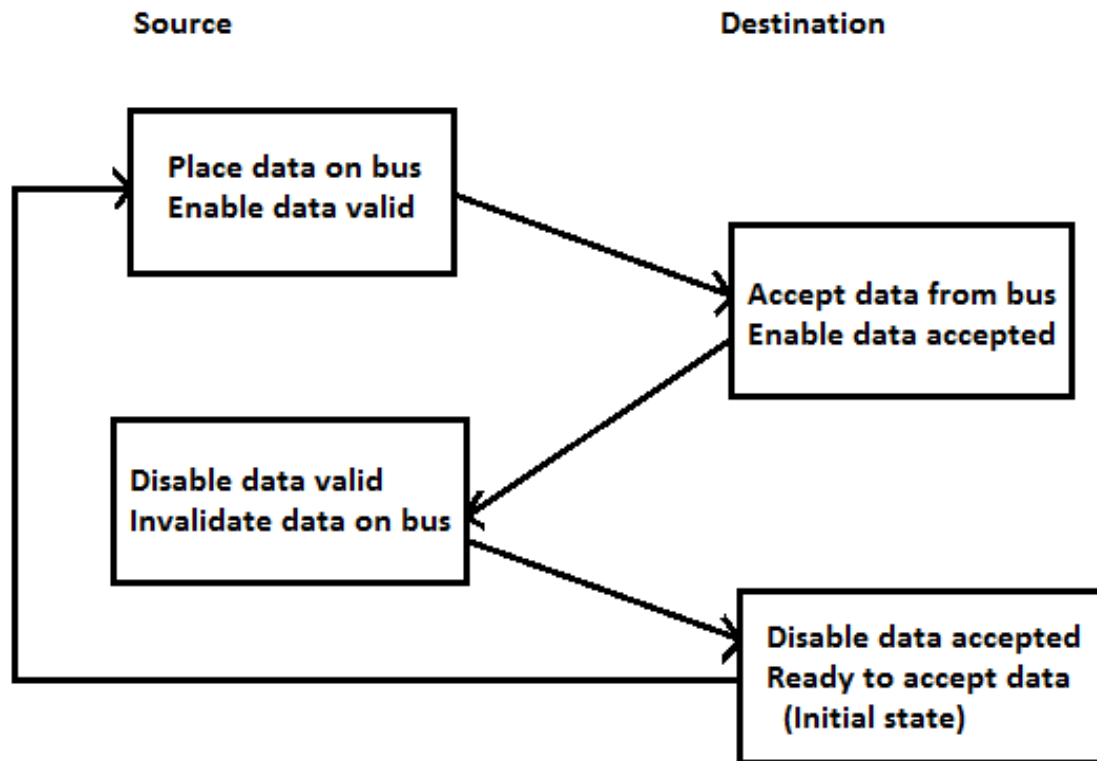 Source
Destination
Place data on bus
Enable data valid
Accept data from bus
Enable data accepted
Disable data valid
Invalidate data on bus
Disable data accepted
Ready to accept data
(Initial state)